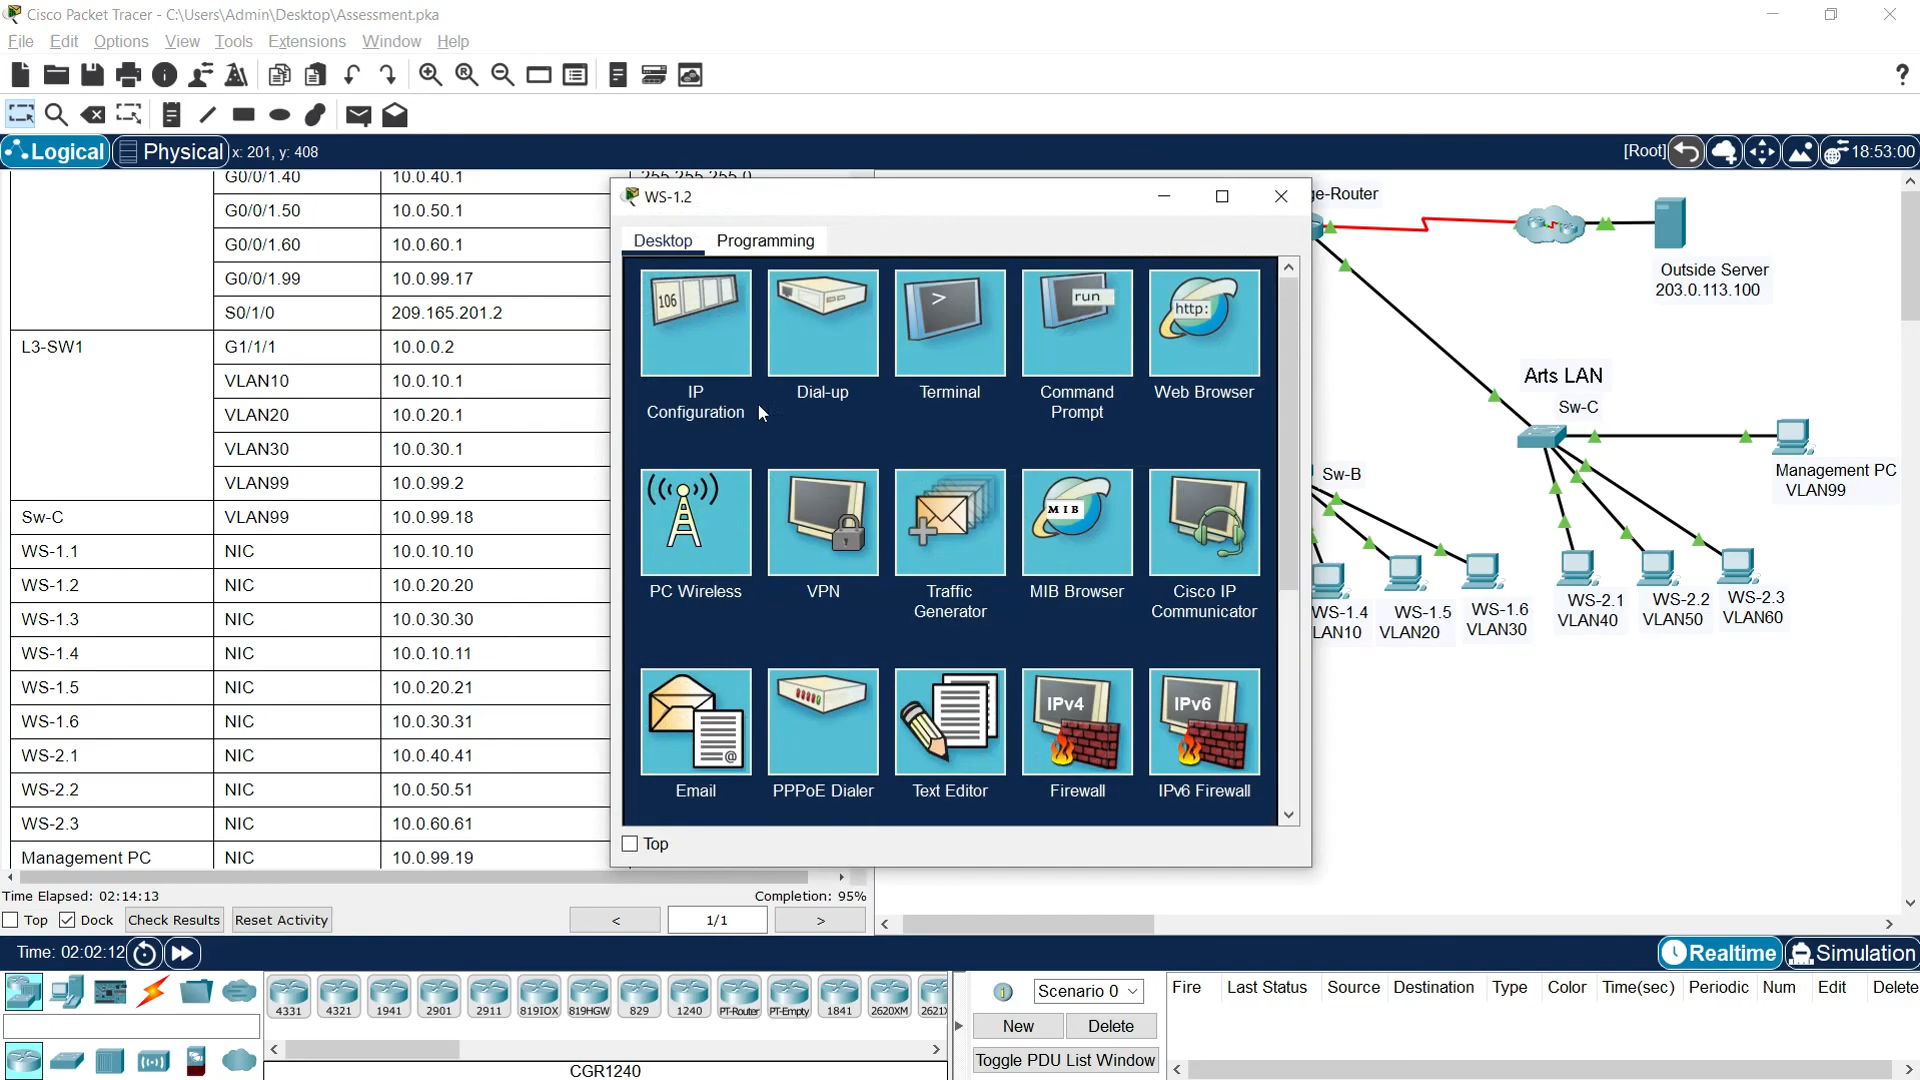 Cisco Packet Tracer - C:\Users\Admin\Desktop\Assessment.pka
File Edit Options View Tools Extensions Window Help
Logical Physical x: 201, y: 408 [Root] 18:53:00
G0/0/1.40 10.0.40.1 255.255.255.0
G0/0/1.50 10.0.50.1
G0/0/1.60 10.0.60.1
G0/0/1.99 10.0.99.17
S0/1/0 209.165.201.2
L3-SW1 G1/1/1 10.0.0.2
VLAN10 10.0.10.1
VLAN20 10.0.20.1
VLAN30 10.0.30.1
VLAN99 10.0.99.2
Sw-C VLAN99 10.0.99.18
WS-1.1 NIC 10.0.10.10
WS-1.2 NIC 10.0.20.20
WS-1.3 NIC 10.0.30.30
WS-1.4 NIC 10.0.10.11
WS-1.5 NIC 10.0.20.21
WS-1.6 NIC 10.0.30.31
WS-2.1 NIC 10.0.40.41
WS-2.2 NIC 10.0.50.51
WS-2.3 NIC 10.0.60.61
Management PC NIC 10.0.99.19
Time Elapsed: 02:14:13 Completion: 95%
Top Dock Check Results Reset Activity < 1/1 >
WS-1.2
Desktop Programming
106 > run http:
IP Configuration
Dial-up
Terminal
Command Prompt
Web Browser
MIB
PC Wireless
VPN
Traffic Generator
MIB Browser
Cisco IP Communicator
@ IPv4 IPv6
Email
PPPoE Dialer
Text Editor
Firewall
IPv6 Firewall
Top
ge-Router
Outside Server
203.0.113.100
Arts LAN
Sw-C
Management PC
VLAN99
Sw-B
WS-1.4
LAN10
WS-1.5
VLAN20
WS-1.6
VLAN30
WS-2.1
VLAN40
WS-2.2
VLAN50
WS-2.3
VLAN60
Time: 02:02:12 Realtime Simulation
4331 4321 1941 2901 2911 819IOX 819HGW 829 1240 PT-Router PT-Empty 1841 2620XM 2621X
CGR1240
Scenario 0
New Delete
Toggle PDU List Window
Fire Last Status Source Destination Type Color Time(sec) Periodic Num Edit Delete